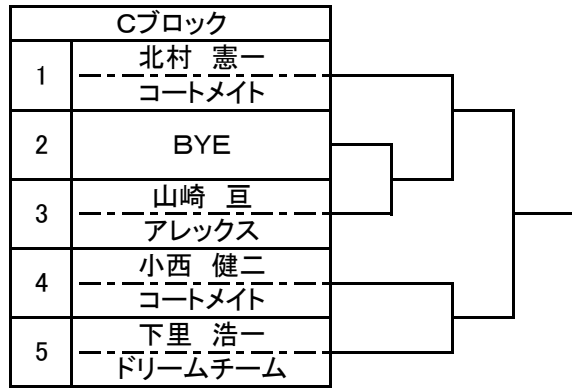 Cブロック
1
北村　憲一
コートメイト
2
BYE
3
山崎　亘
アレックス
4
小西　健二
コートメイト
5
下里　浩一
ドリームチーム